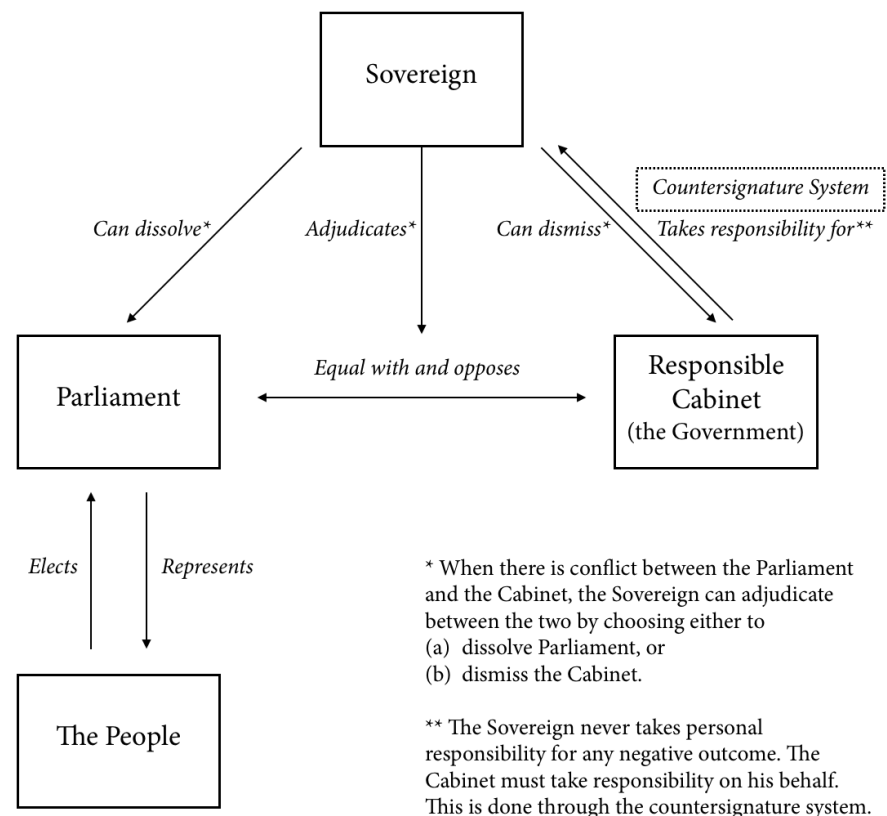 Sovereign
Countersignature System
Can dissolve*
Adjudicates*
Can dismiss*
Takes responsibility for**
Equal with and opposes
Parliament
Responsible
Cabinet
(the Government)
Elects
Represents
The People
* When there is conflict between the Parliament
and the Cabinet, the Sovereign can adjudicate
between the two by choosing either to
(a) dissolve Parliament, or
(b) dismiss the Cabinet.
** The Sovereign never takes personal
responsibility for any negative outcome. The
Cabinet must take responsibility on his behalf.
This is done through the countersignature system.